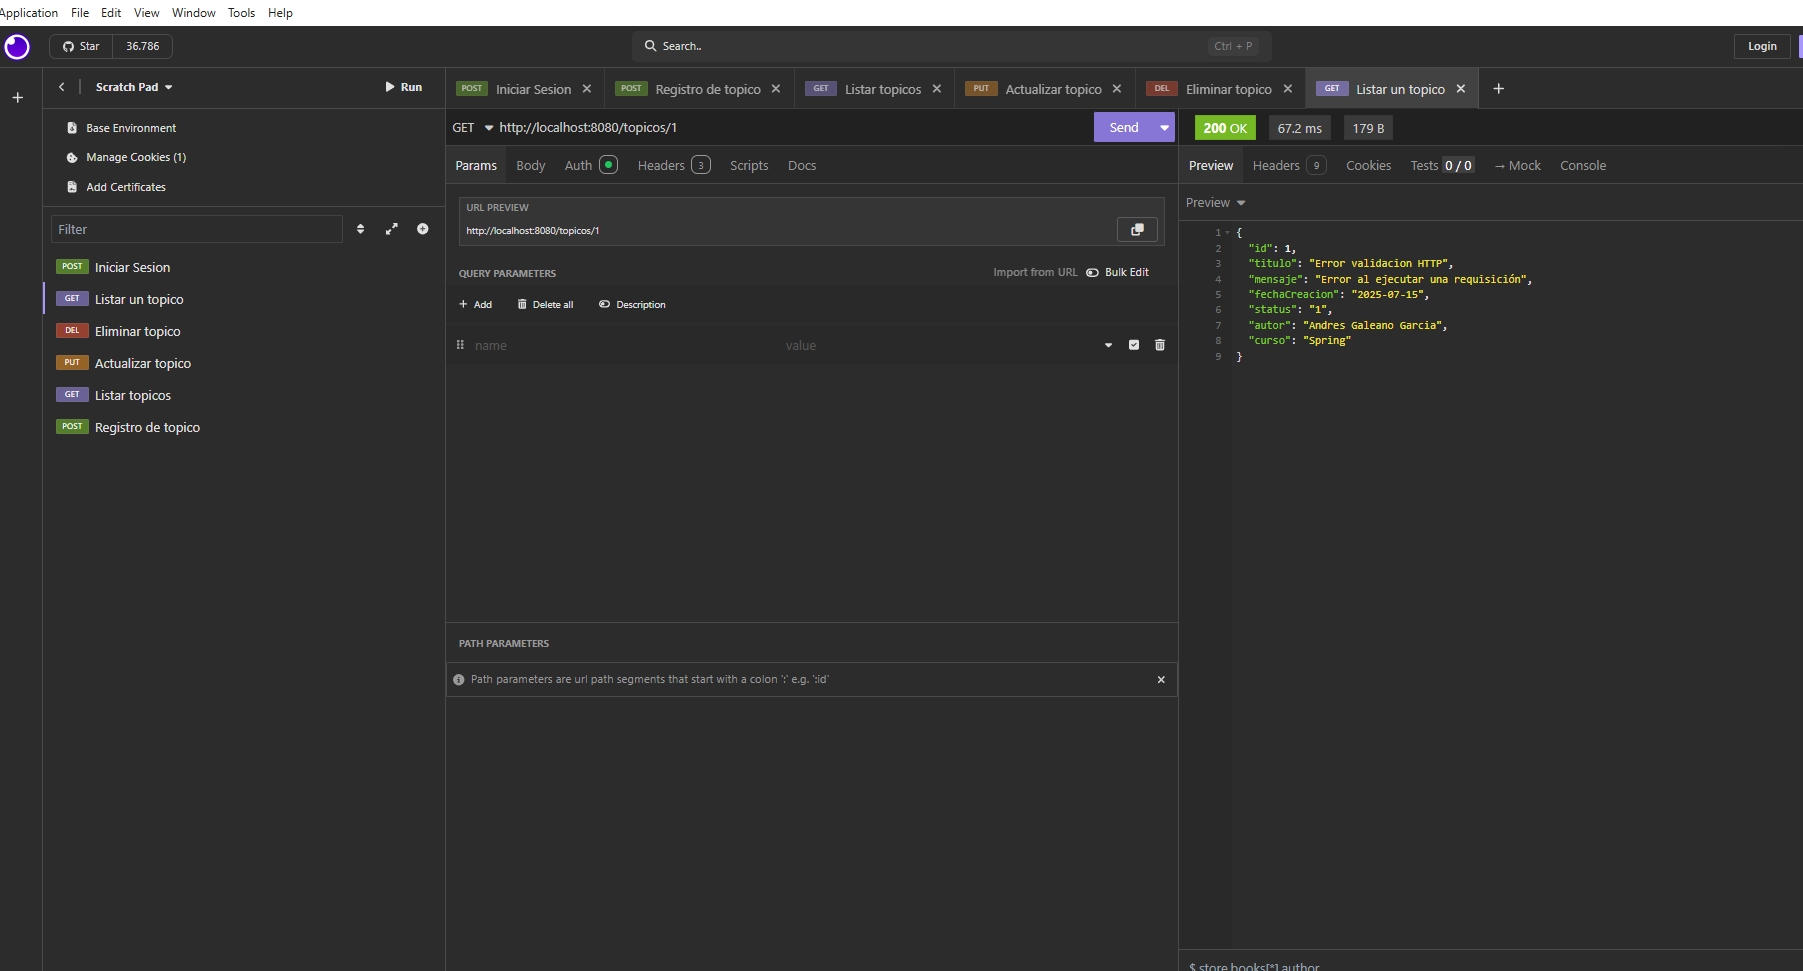 Application File Edit View Window Tools Help
Star 36,786
Search.. Ctrl + P
Login
Scratch Pad
Run
Base Environment
Manage Cookies (1)
Add Certificates
Filter
POST Iniciar Sesion
GET Listar un topico
DEL Eliminar topico
PUT Actualizar topico
GET Listar topicos
POST Registro de topico
POST Iniciar Sesion
POST Registro de topico
GET Listar topicos
PUT Actualizar topico
DEL Eliminar topico
GET Listar un topico
GET http://localhost:8080/topicos/1
Send
Params Body Auth Headers 3 Scripts Docs
URL PREVIEW
http://localhost:8080/topicos/1
QUERY PARAMETERS
Import from URL Bulk Edit
Add Delete all Description
name value
PATH PARAMETERS
Path parameters are url path segments that start with a colon ':' e.g. ':id'
200 OK 67.2 ms 179 B
Preview Headers 9 Cookies Tests 0 / 0 → Mock Console
Preview
1 {
2 "id": 1,
3 "titulo": "Error validacion HTTP",
4 "mensaje": "Error al ejecutar una requisición",
5 "fechaCreacion": "2025-07-15",
6 "status": "1",
7 "autor": "Andres Galeano Garcia",
8 "curso": "Spring"
9 }
$.store.books[*].author